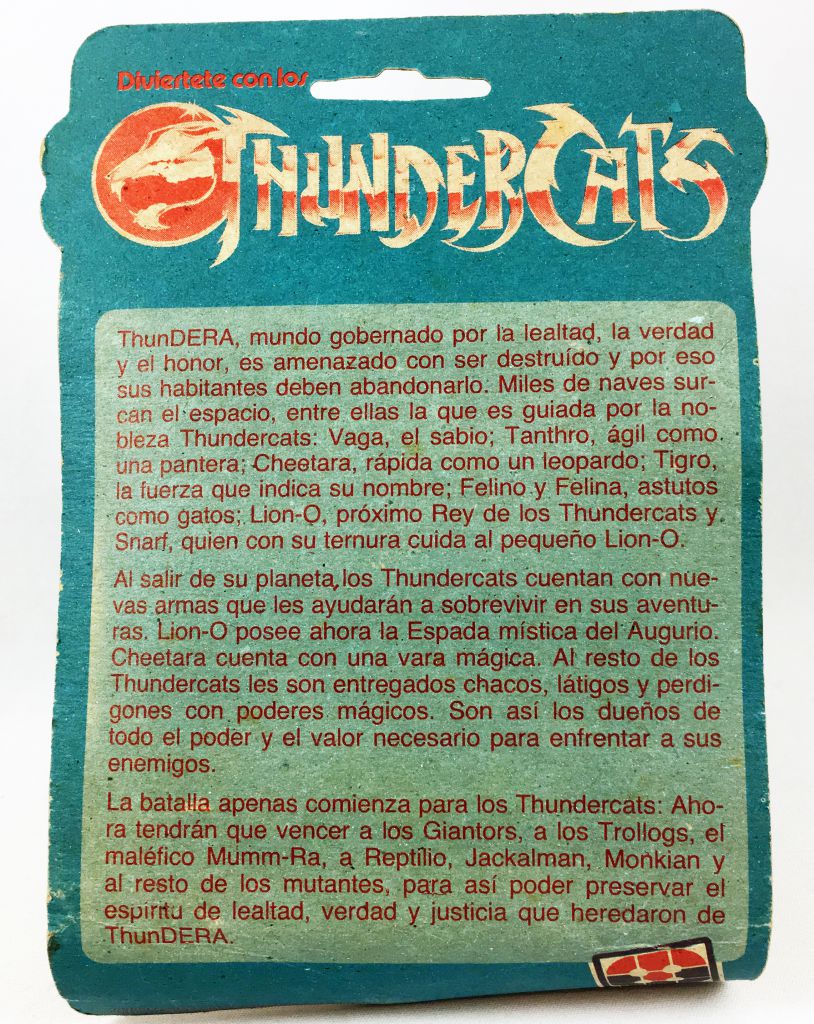 Diviertete con los
THUNDERCATS
ThunDERA, mundo gobernado por la lealtad, la verdad
y el honor, es amenazado con ser destruído y por eso
sus habitantes deben abandonarlo. Miles de naves sur-
can el espacio, entre ellas la que es guiada por la no-
bleza Thundercats: Vaga, el sabio; Tanthro, ágil como
una pantera; Cheetara, rápida como un leopardo; Tigro,
la fuerza que indica su nombre; Felino y Felina, astutos
como gatos; Lion-O, próximo Rey de los Thundercats y
Snarf, quien con su ternura cuida al pequeño Lion-O.
Al salir de su planeta, los Thundercats cuentan con nue-
vas armas que les ayudarán a sobrevivir en sus aventu-
ras. Lion-O posee ahora la Espada mística del Augurio.
Cheetara cuenta con una vara mágica. Al resto de los
Thundercats les son entregados chacos, látigos y perdi-
gones con poderes mágicos. Son así los dueños de
todo el poder y el valor necesario para enfrentar a sus
enemigos.
La batalla apenas comienza para los Thundercats: Aho-
ra tendrán que vencer a los Giantors, a los Trollogs, el
maléfico Mumm-Ra, a Reptílio, Jackalman, Monkian y
al resto de los mutantes, para así poder preservar el
espíritu de lealtad, verdad y justicia que heredaron de
ThunDERA.